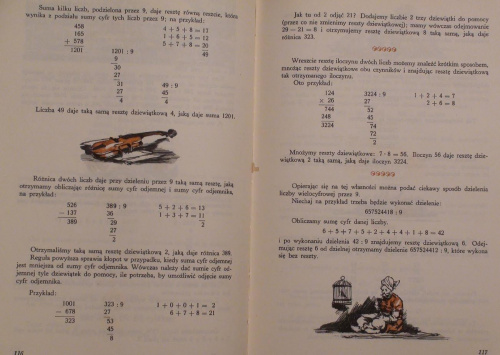 Suma kilku liczb, podzielona przez 9, daje resztę równą reszcie, która
wynika z podziału sumy cyfr tych liczb przez 9; na przykład:
458 4 + 5 + 8 = 17
165 1 + 6 + 5 = 12
+ 578 5 + 7 + 8 = 20
1201 1201 : 9 49
9
30
27
31 49 : 9
27 45
4 4
Liczba 49 daje taką samą resztę dziewiątkową 4, jaką daje suma 1201.
Różnica dwóch liczb daje przy dzieleniu przez 9 taką samą resztę, jaką
otrzymamy obliczając różnicę sumy cyfr odjemnej i sumy cyfr odjemnika,
na przykład:
526 389 : 9 5 + 2 + 6 = 13
− 137 36 1 + 3 + 7 = 11
389 29 2
27
2
Otrzymaliśmy taką samą resztę dziewiątkową 2, jaką daje różnica 389.
Reguła powyższa sprawia kłopot w przypadku, kiedy suma cyfr odjemnej
jest mniejsza od sumy cyfr odjemnika. Wówczas należy dać sumie cyfr od-
jemnej tyle dziewiątek do pomocy, ile potrzeba, by umożliwić odjęcie sumy
cyfr odjemnika.
Przykład:
1001 323 : 9 1 + 0 + 0 + 1 = 2
− 678 27 6 + 7 + 8 = 21
323 53
45
8
116
Jak tu od 2 odjąć 21? Dodajemy liczbie 2 trzy dziewiątki do pomocy
(przez co nie zmienimy reszty dziewiątkowej); mamy wówczas odejmowanie
29 − 21 = 8 i otrzymujemy resztę dziewiątkową 8 taką samą, jaką daje
różnica 323.
Wreszcie resztę iloczynu dwóch liczb możemy znaleźć krótkim sposobem,
mnożąc reszty dziewiątkowe obu czynników i znajdując resztę dziewiątkową
tak otrzymanego iloczynu.
Oto przykład:
124 3224 : 9 1 + 2 + 4 = 7
× 26 27 2 + 6 = 8
744 52
248 45
3224 74
72
2
Mnożymy reszty dziewiątkowe: 7 · 8 = 56. Iloczyn 56 daje resztę dzie-
wiątkową 2 taką samą, jaką daje iloczyn 3224.
Opierając się na tej własności można podać ciekawy sposób dzielenia
liczby wielocyfrowej przez 9.
Niechaj na przykład trzeba będzie wykonać dzielenie:
657524418 : 9
Obliczamy sumę cyfr danej liczby.
6 + 5 + 7 + 5 + 2 + 4 + 4 + 1 + 8 = 42
i po wykonaniu dzielenia 42 : 9 znajdujemy resztę dziewiątkową 6. Odej-
mując resztę 6 od dzielnej otrzymamy dzielenie 657524412 : 9, które wykona
się bez reszty.
117